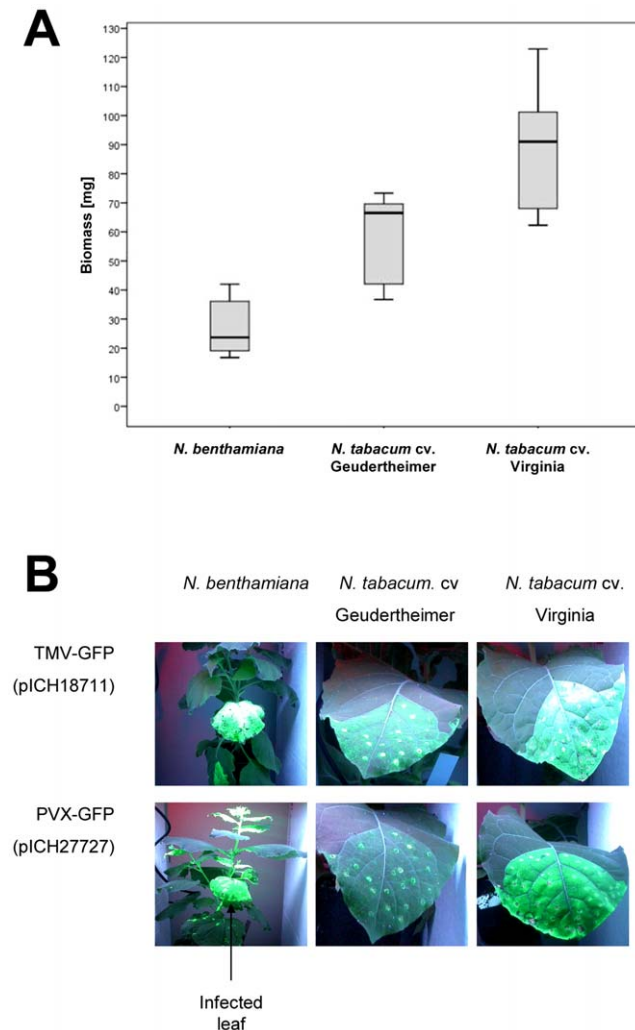 A
130
120
110
100
90
80
70
60
50
40
30
20
10
0
Biomass [mg]
N. benthamiana
N. tabacum cv.
Geudertheimer
N. tabacum cv.
Virginia
B
N. benthamiana
N. tabacum. cv
Geudertheimer
N. tabacum cv.
Virginia
TMV-GFP
(pICH18711)
PVX-GFP
(pICH27727)
Infected
leaf